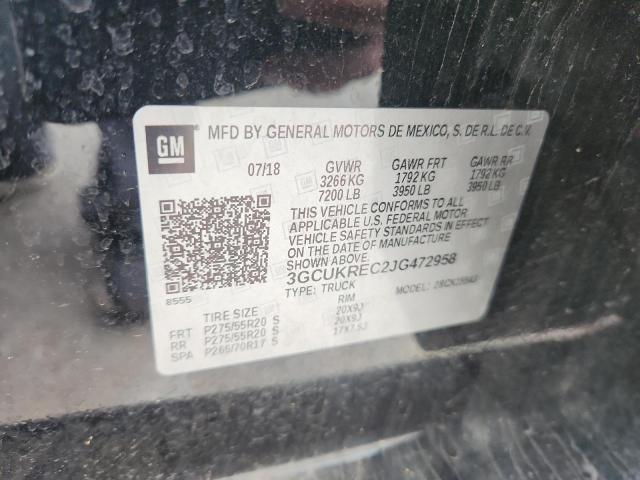 GM
MFD BY GENERAL MOTORS DE MEXICO, S. DE R.L. DE C.V.
07/18 GVWR GAWR FRT GAWR RR
3266 KG 1792 KG 1792 KG
7200 LB 3950 LB 3950 LB
THIS VEHICLE CONFORMS TO ALL
APPLICABLE U.S. FEDERAL MOTOR
VEHICLE SAFETY STANDARDS IN EFFECT
ON THE DATE OF MANUFACTURE
SHOWN ABOVE.
3GCUKREC2JG472958
TYPE: TRUCK MODEL:
8555
TIRE SIZE RIM
FRT P275/55R20 S 20X9J
RR P275/55R20 S 20X9J
SPA P265/70R17 S 17X7.5J